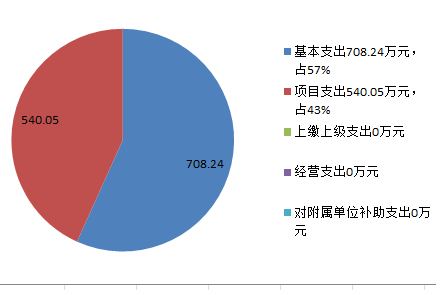 基本支出708.24万元，
占57%
项目支出540.05万元，
占43%
上缴上级支出0万元
经营支出0万元
对附属单位补助支出0万
元
540.05
708.24